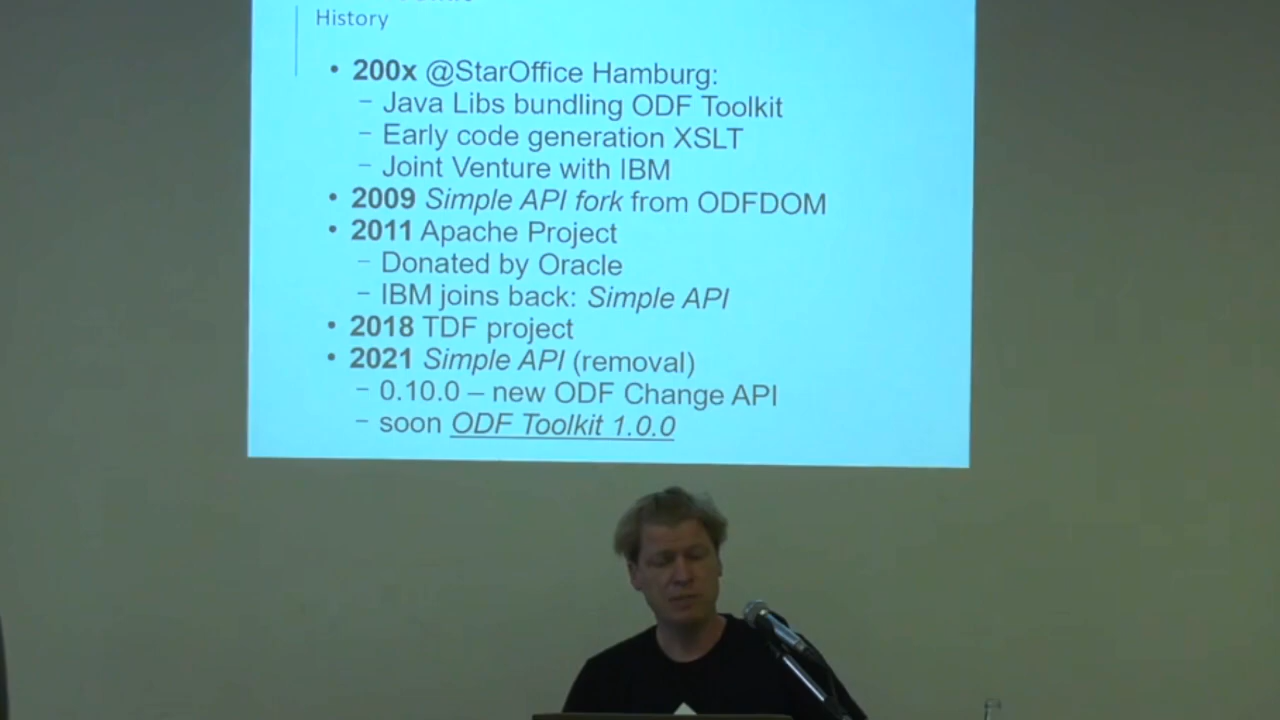 History
• 200x @StarOffice Hamburg:
– Java Libs bundling ODF Toolkit
– Early code generation XSLT
– Joint Venture with IBM
• 2009 Simple API fork from ODFDOM
• 2011 Apache Project
– Donated by Oracle
– IBM joins back: Simple API
• 2018 TDF project
• 2021 Simple API (removal)
– 0.10.0 – new ODF Change API
– soon ODF Toolkit 1.0.0